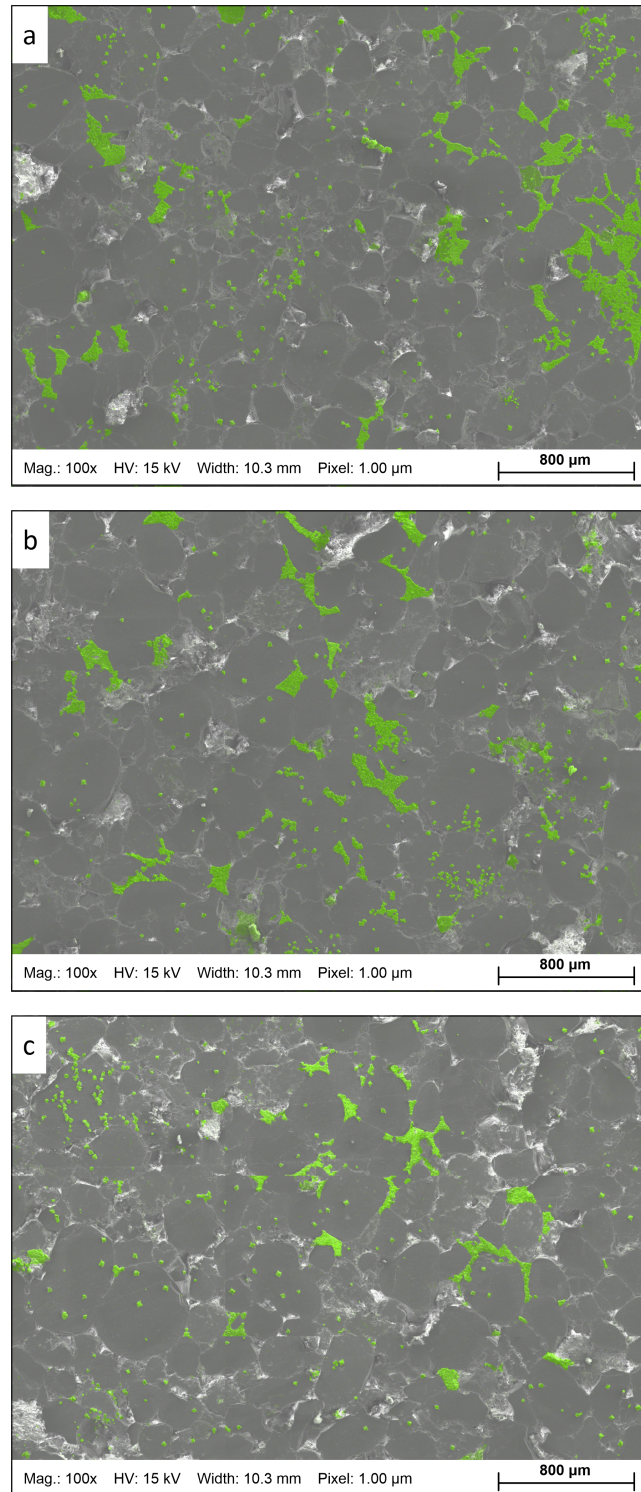 a
Mag.: 100x HV: 15 kV Width: 10.3 mm Pixel: 1.00 µm 800 µm
b
Mag.: 100x HV: 15 kV Width: 10.3 mm Pixel: 1.00 µm 800 µm
c
Mag.: 100x HV: 15 kV Width: 10.3 mm Pixel: 1.00 µm 800 µm